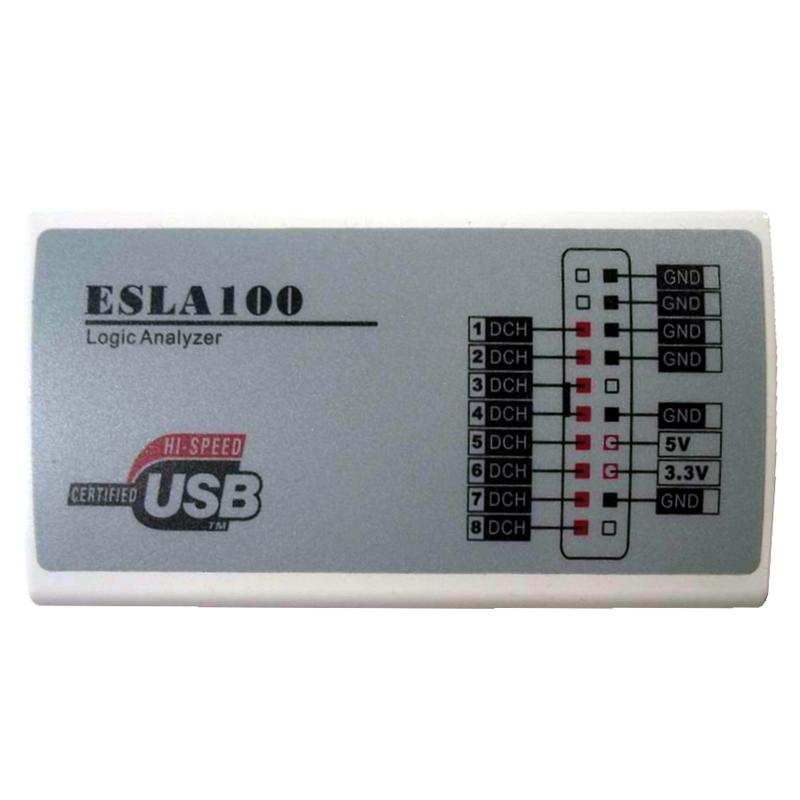 ESLA100
Logic Analyzer
HI-SPEED
CERTIFIED USB TM
GND
GND
1 DCH GND
2 DCH GND
3 DCH
4 DCH GND
5 DCH 5V
6 DCH 3.3V
7 DCH GND
8 DCH